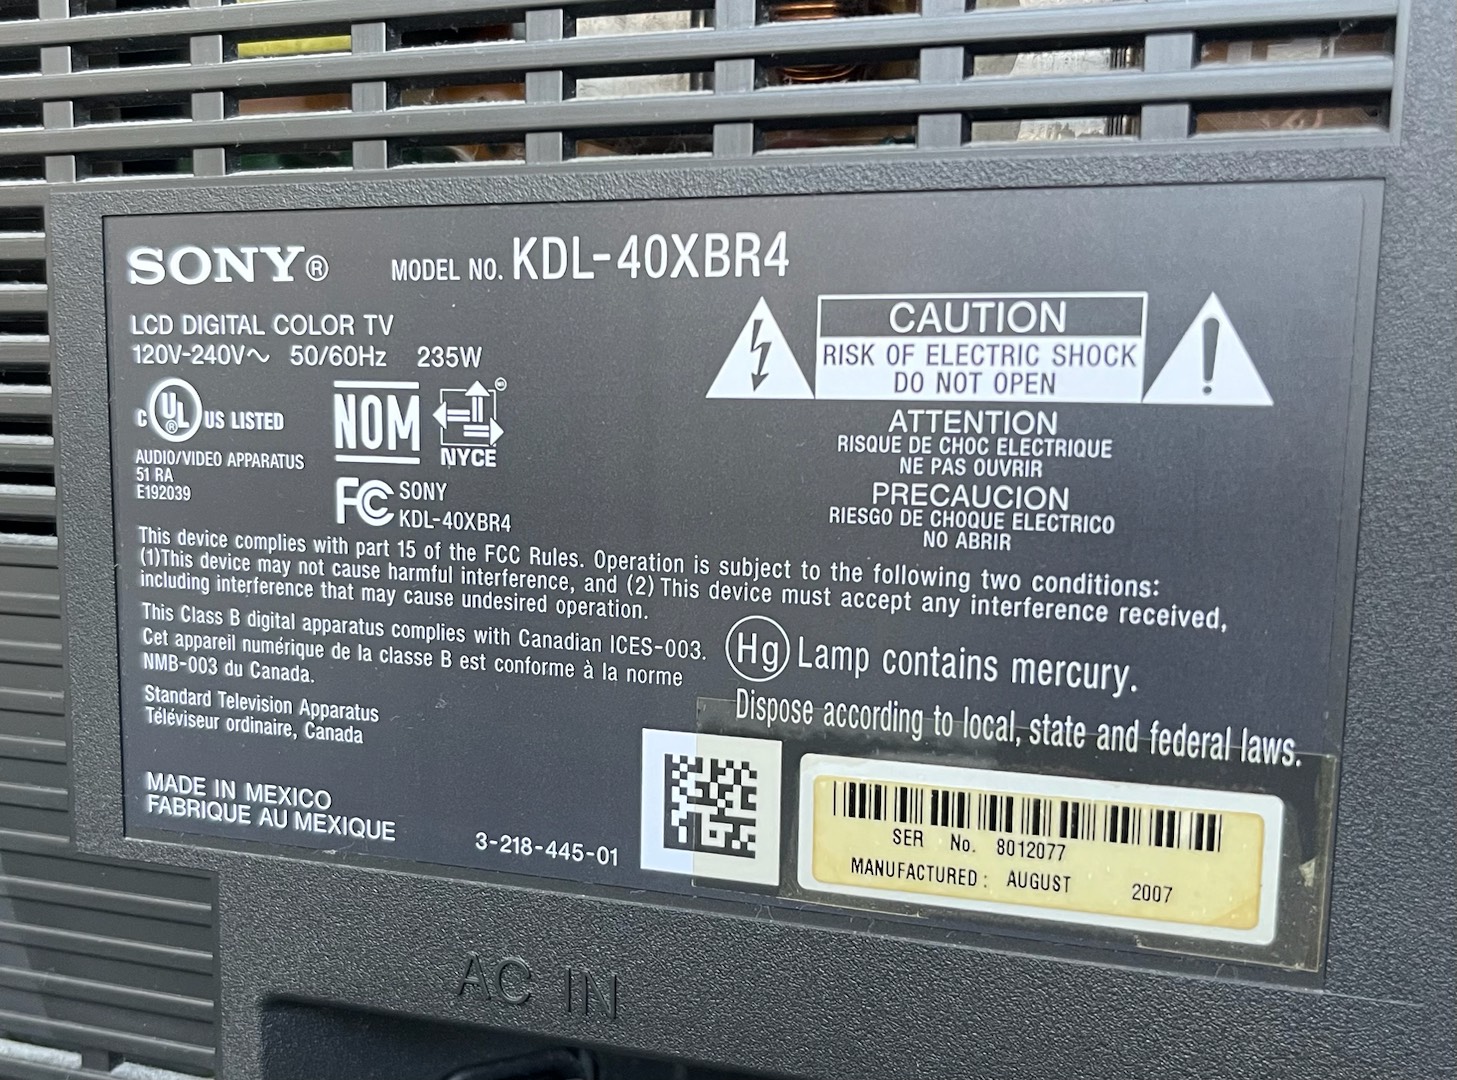 SONY® MODEL NO. KDL-40XBR4
LCD DIGITAL COLOR TV
120V-240V~ 50/60Hz 235W
C UL® US LISTED
AUDIO/VIDEO APPARATUS
51 RA
E192039
NOM
NYCE
FC SONY
KDL-40XBR4
CAUTION
RISK OF ELECTRIC SHOCK
DO NOT OPEN
ATTENTION
RISQUE DE CHOC ELECTRIQUE
NE PAS OUVRIR
PRECAUCION
RIESGO DE CHOQUE ELECTRICO
NO ABRIR
This device complies with part 15 of the FCC Rules. Operation is subject to the following two conditions:
(1)This device may not cause harmful interference, and (2) This device must accept any interference received,
including interference that may cause undesired operation.
This Class B digital apparatus complies with Canadian ICES-003.
Cet appareil numérique de la classe B est conforme à la norme
NMB-003 du Canada.
Hg Lamp contains mercury.
Dispose according to local, state and federal laws.
Standard Television Apparatus
Téléviseur ordinaire, Canada
MADE IN MEXICO
FABRIQUE AU MEXIQUE
3-218-445-01
SER No. 8012077
MANUFACTURED: AUGUST 2007
AC IN